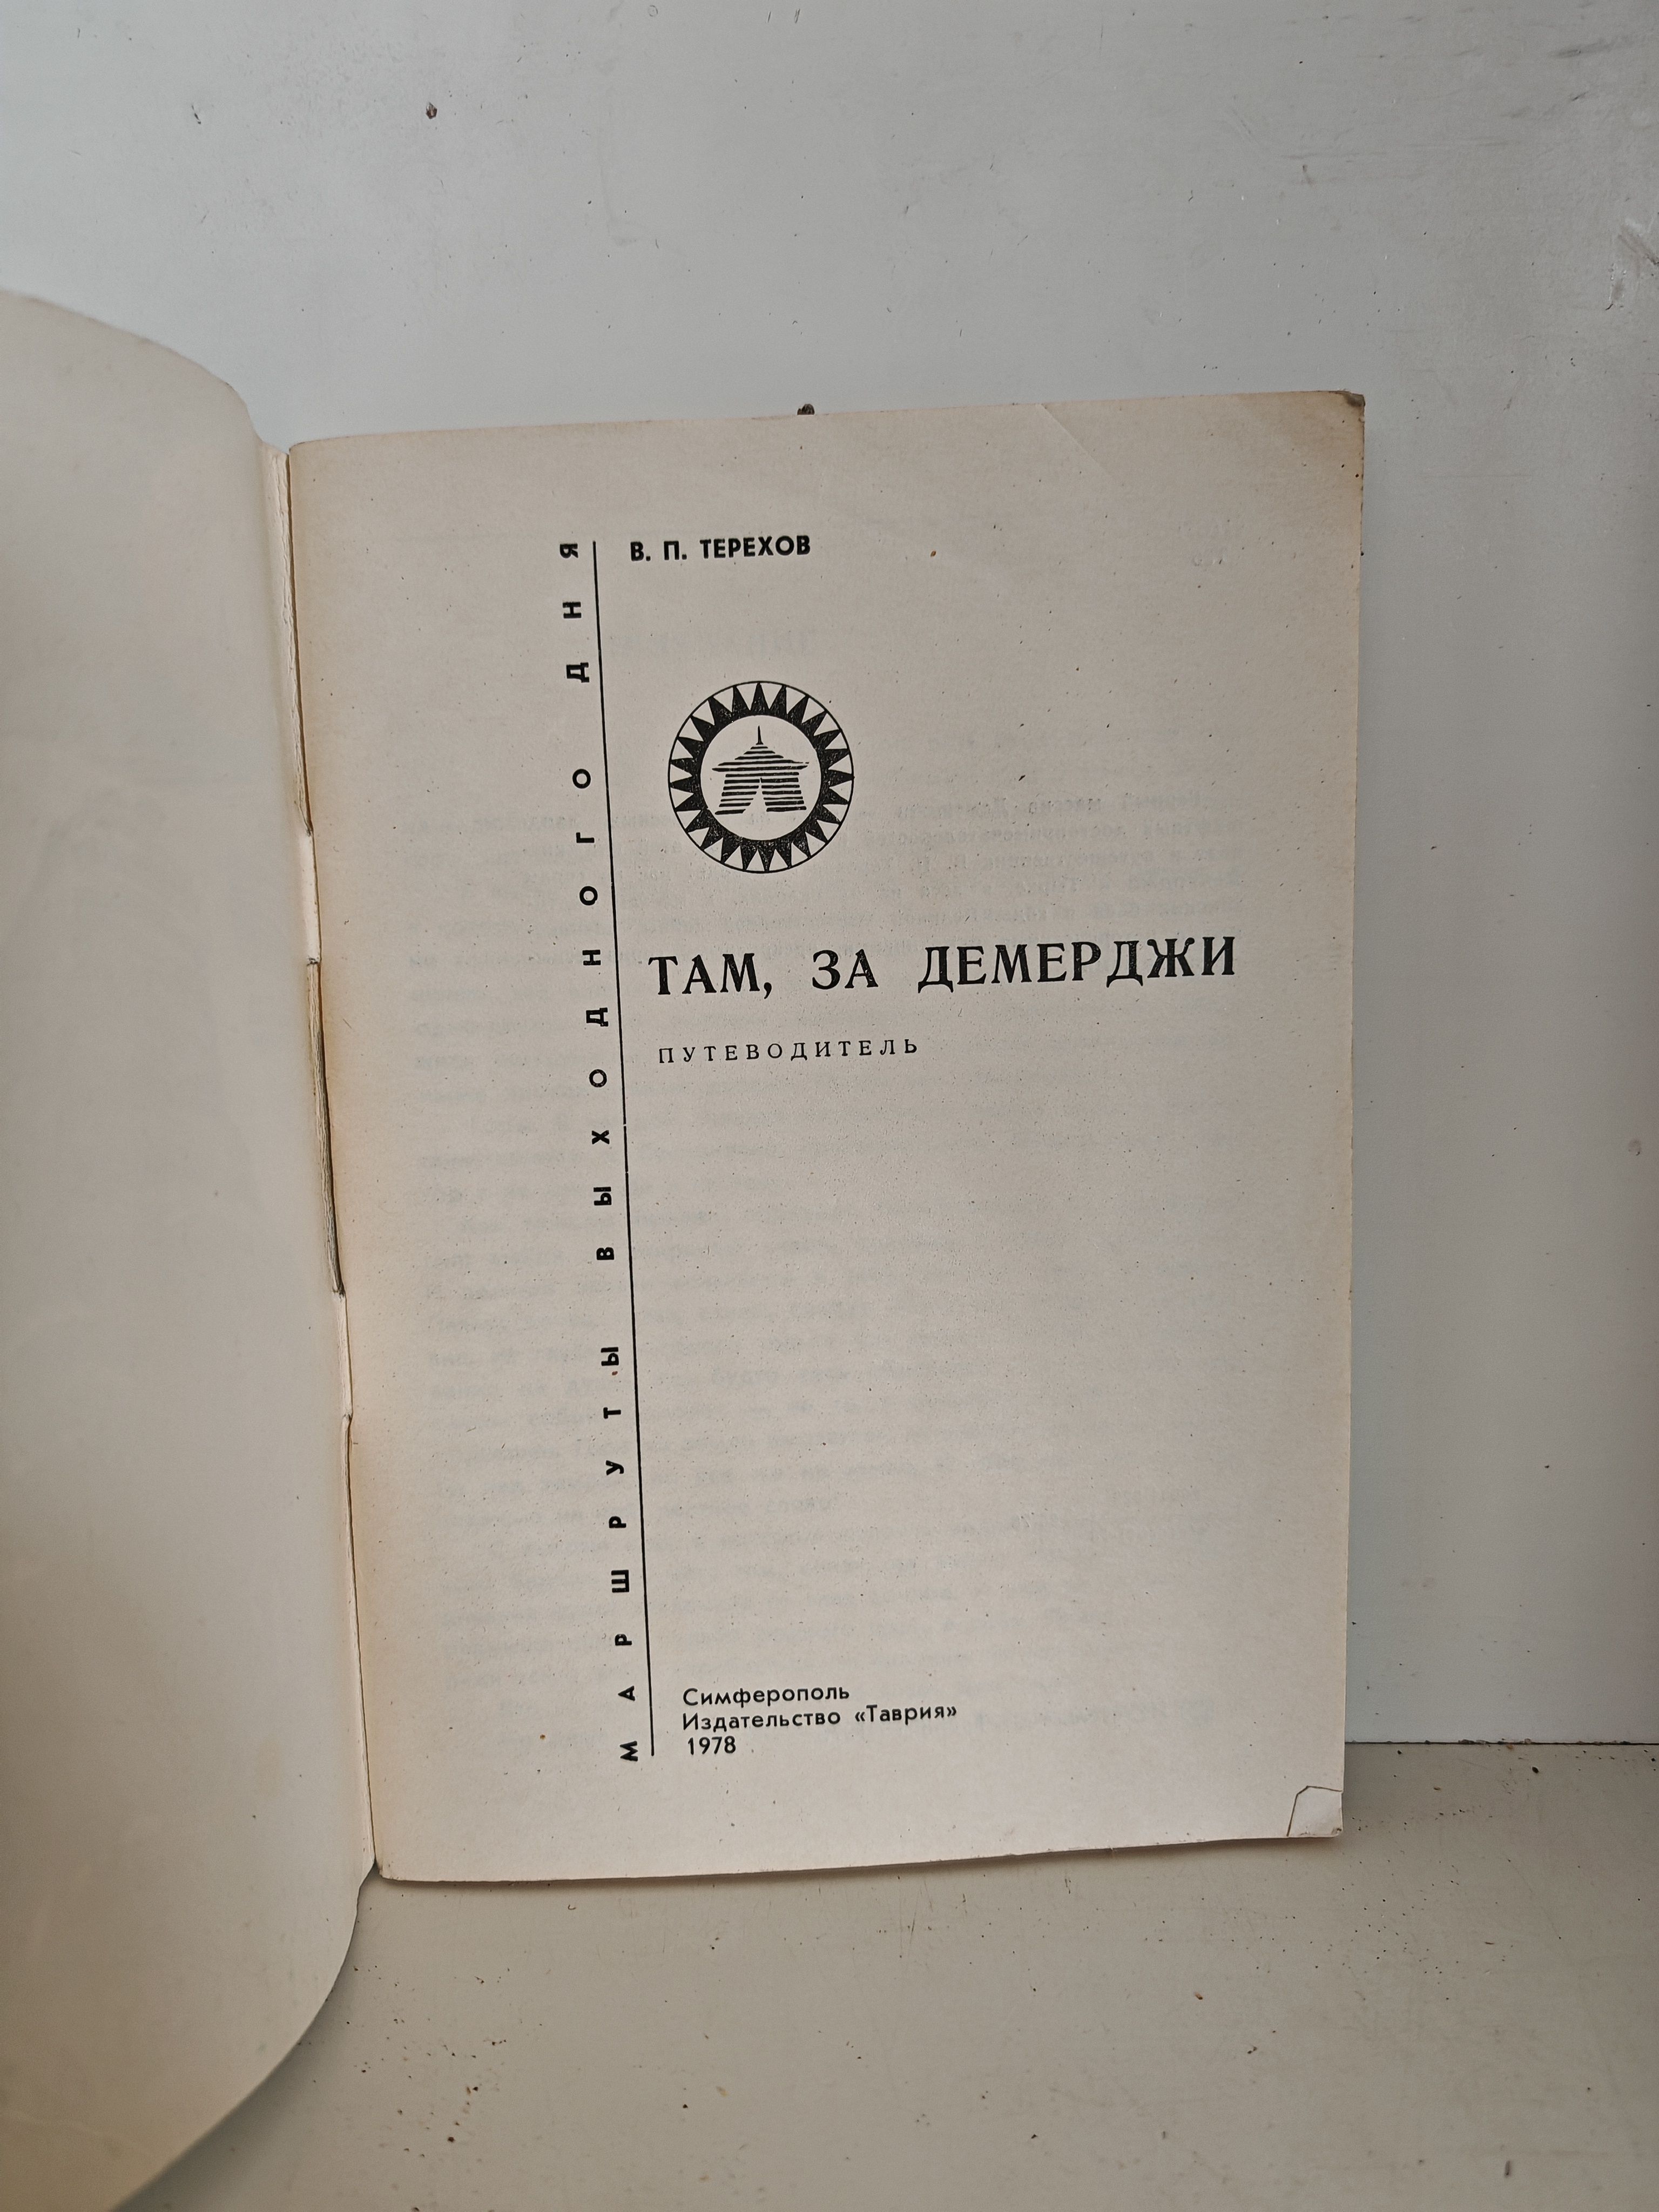 В. П. ТЕРЕХОВ
МАРШРУТЫ ВЫХОДНОГО ДНЯ
ТАМ, ЗА ДЕМЕРДЖИ
ПУТЕВОДИТЕЛЬ
Симферополь
Издательство «Таврия»
1978